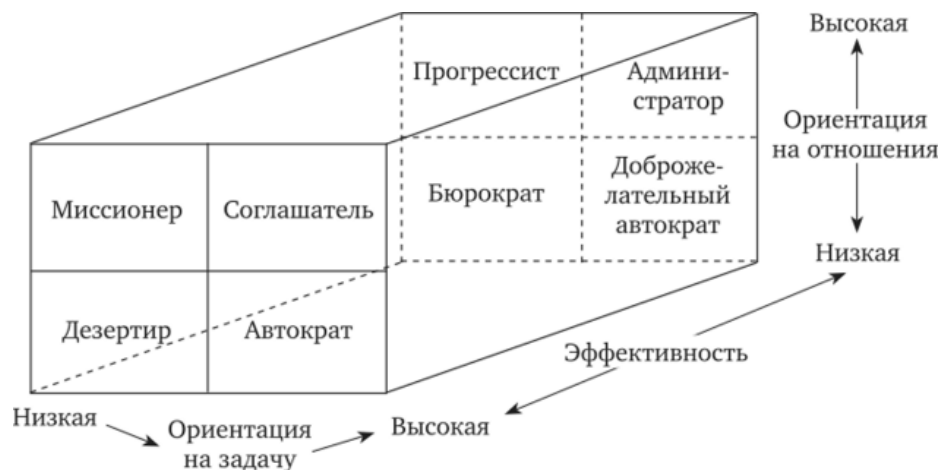 Высокая
Прогрессист
Админи-
стратор
Ориентация
на отношения
Миссионер
Соглашатель
Бюрократ
Доброже-
лательный
автократ
Низкая
Дезертир
Автократ
Эффективность
Низкая
Ориентация
на задачу
Высокая